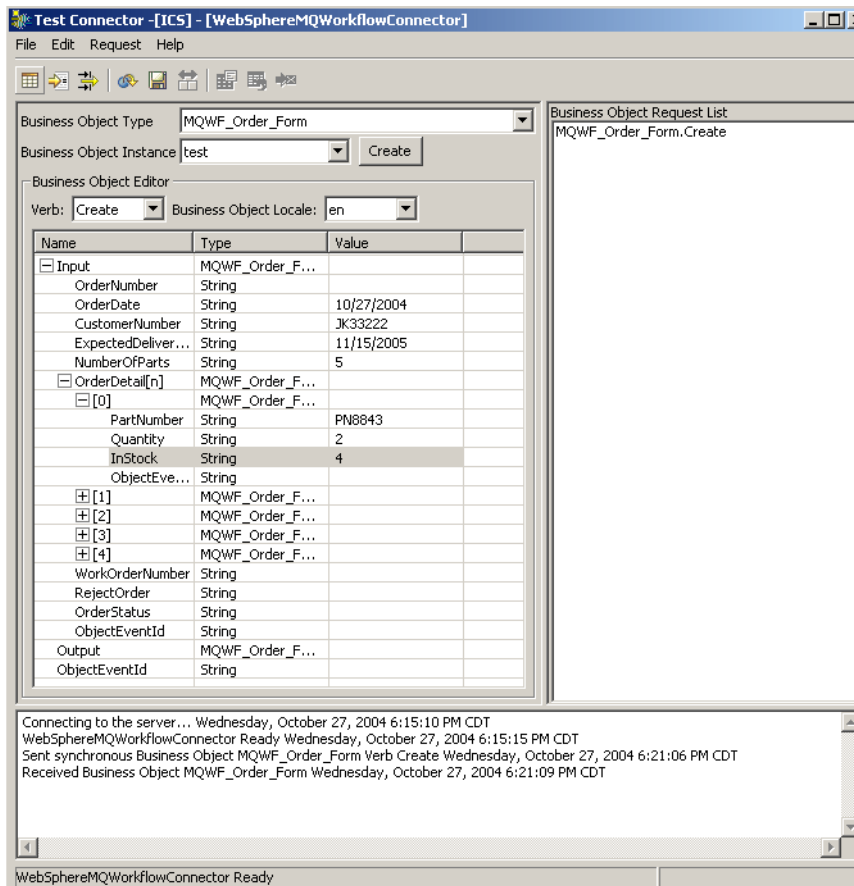 Test Connector -[ICS] - [WebSphereMQWorkflowConnector]
File Edit Request Help
Business Object Type MQWF_Order_Form
Business Object Instance test Create
Business Object Editor
Verb: Create Business Object Locale: en
Name Type Value
Input MQWF_Order_F...
OrderNumber String
OrderDate String 10/27/2004
CustomerNumber String JK33222
ExpectedDeliver... String 11/15/2005
NumberOfParts String 5
OrderDetail[n] MQWF_Order_F...
[0] MQWF_Order_F...
PartNumber String PN8843
Quantity String 2
InStock String 4
ObjectEve... String
[1] MQWF_Order_F...
[2] MQWF_Order_F...
[3] MQWF_Order_F...
[4] MQWF_Order_F...
WorkOrderNumber String
RejectOrder String
OrderStatus String
ObjectEventId String
Output MQWF_Order_F...
ObjectEventId String
Business Object Request List
MQWF_Order_Form.Create
Connecting to the server... Wednesday, October 27, 2004 6:15:10 PM CDT
WebSphereMQWorkflowConnector Ready Wednesday, October 27, 2004 6:15:15 PM CDT
Sent synchronous Business Object MQWF_Order_Form Verb Create Wednesday, October 27, 2004 6:21:06 PM CDT
Received Business Object MQWF_Order_Form Wednesday, October 27, 2004 6:21:09 PM CDT
WebSphereMQWorkflowConnector Ready